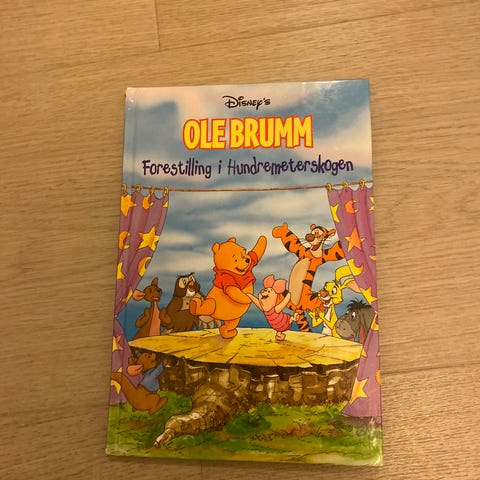 Disney's
OLE BRUMM
Forestilling i Hundremeterskogen